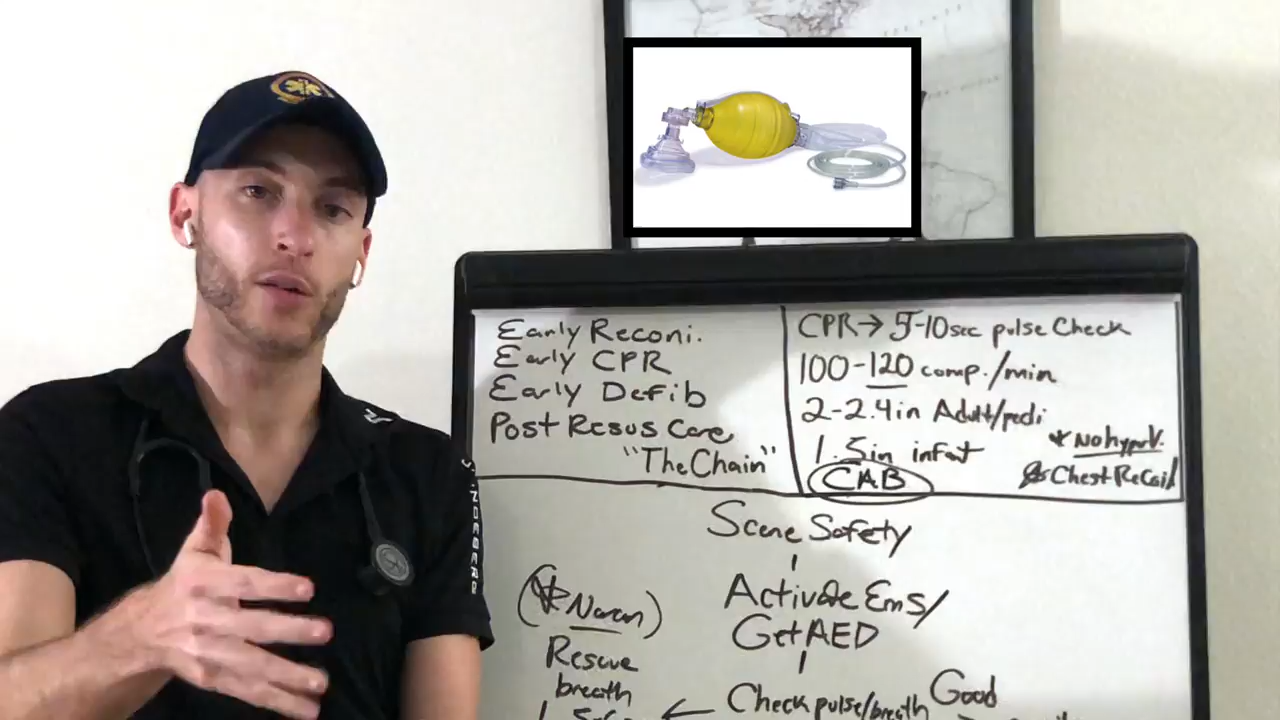 Early Reconi.
Early CPR
Early Defib
Post Resus Care
"The Chain"
CPR→ 5-10sec pulse Check
100-120 comp./min
2-2.4in Adult/pedi
1.5in infant
* No hyperV.
CAB
Chest ReCoil
Scene Safety
Activate Ems/
Get AED
(* Narcan)
Rescue
breath
Check pulse/breath
Good